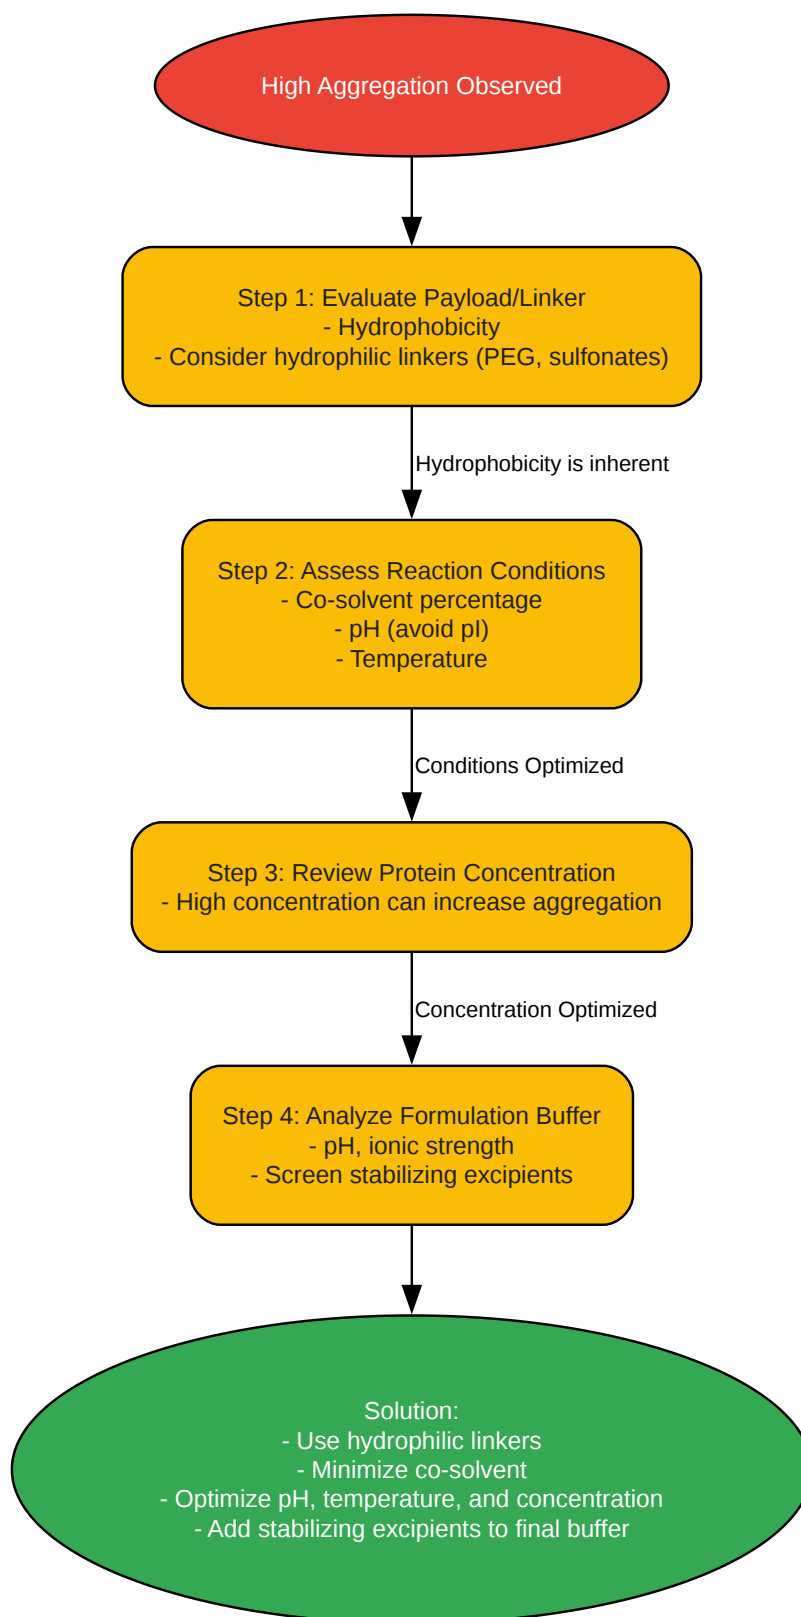 High Aggregation Observed
Step 1: Evaluate Payload/Linker
- Hydrophobicity
- Consider hydrophilic linkers (PEG, sulfonates)
Hydrophobicity is inherent
Step 2: Assess Reaction Conditions
- Co-solvent percentage
- pH (avoid pI)
- Temperature
Conditions Optimized
Step 3: Review Protein Concentration
- High concentration can increase aggregation
Concentration Optimized
Step 4: Analyze Formulation Buffer
- pH, ionic strength
- Screen stabilizing excipients
Solution:
- Use hydrophilic linkers
- Minimize co-solvent
- Optimize pH, temperature, and concentration
- Add stabilizing excipients to final buffer